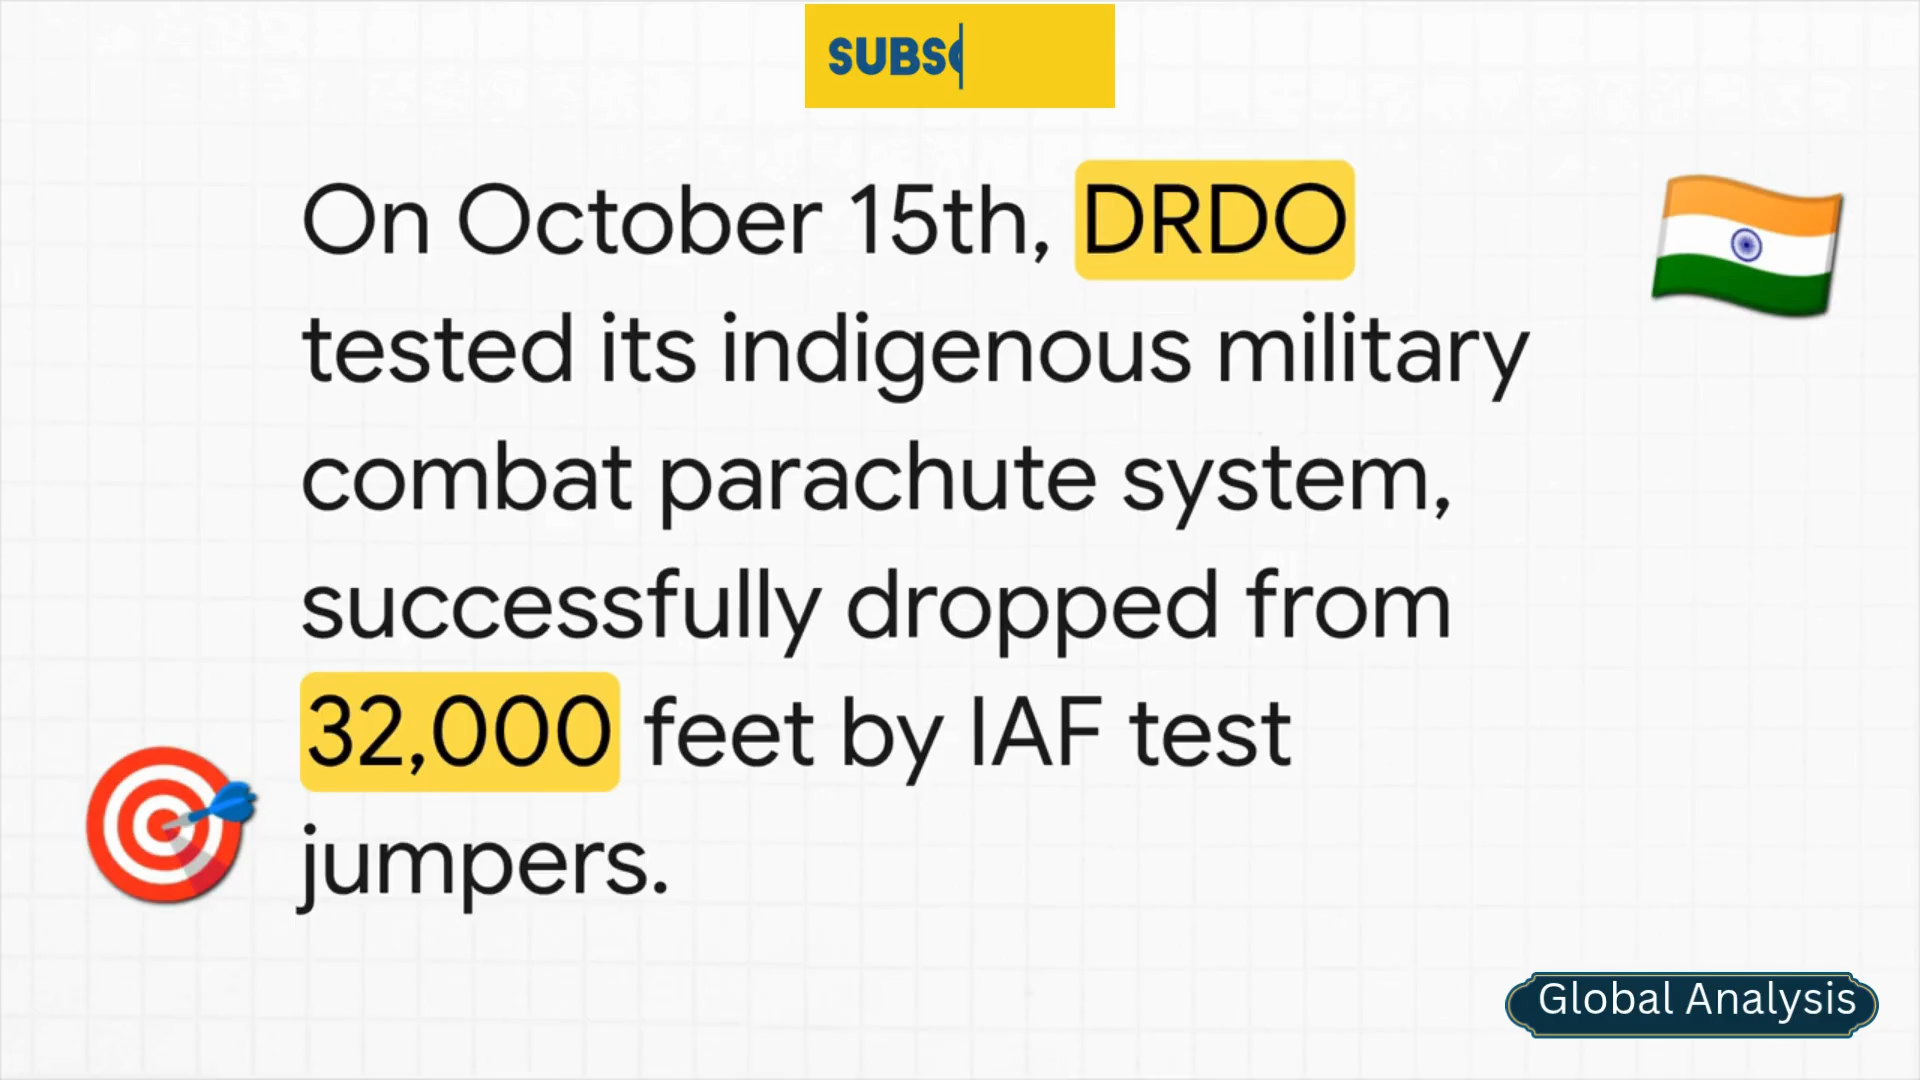 SUBS
On October 15th, DRDO
tested its indigenous military
combat parachute system,
successfully dropped from
32,000 feet by IAF test
jumpers.
Global Analysis